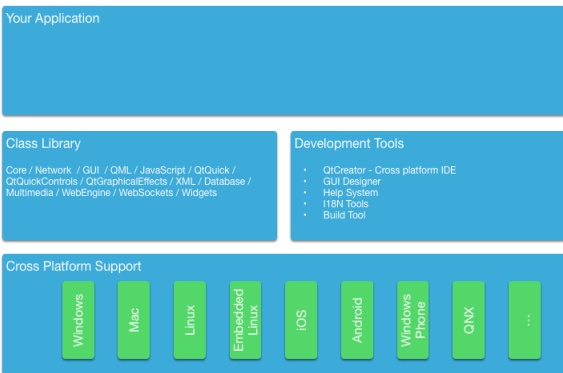 Your Application
Class Library
Core / Network / GUI / QML / JavaScript / QtQuick /
QtQuickControls / QtGraphicalEffects / XML / Database /
Multimedia / WebEngine / WebSockets / Widgets
Development Tools
• QtCreator - Cross platform IDE
• GUI Designer
• Help System
• I18N Tools
• Build Tool
Cross Platform Support
Windows
Mac
Linux
Embedded
Linux
iOS
Android
Windows
Phone
QNX
...